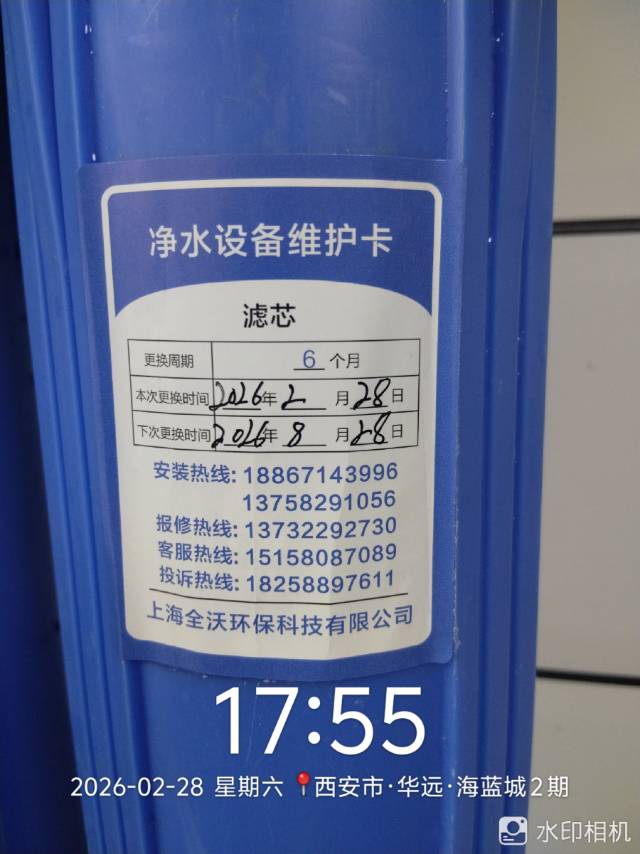 净水设备维护卡
滤芯
更换周期 6 个月
本次更换时间 2026年 2 月 28 日
下次更换时间 2026年 8 月 28 日
安装热线: 18867143996
13758291056
报修热线: 13732292730
客服热线: 15158087089
投诉热线: 18258897611
上海全沃环保科技有限公司
17:55
2026-02-28 星期六 📍西安市·华远·海蓝城2期
水印相机